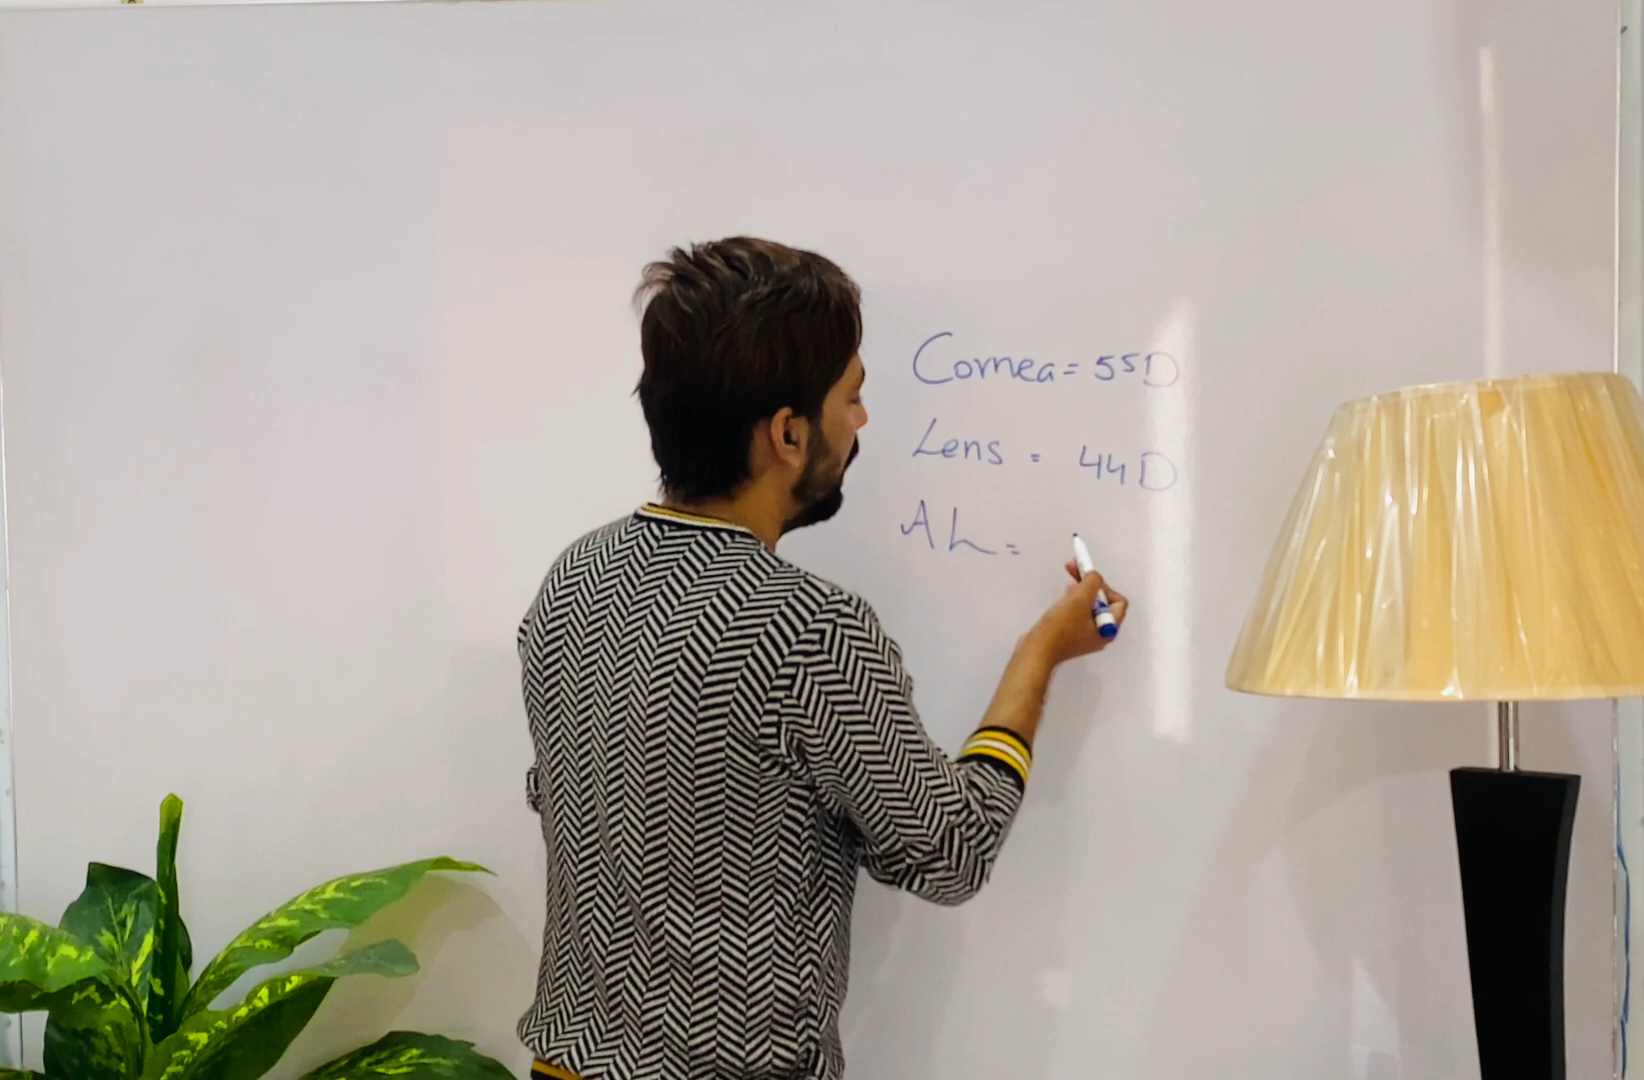 Cornea = 55D
Lens = 44D
AL =